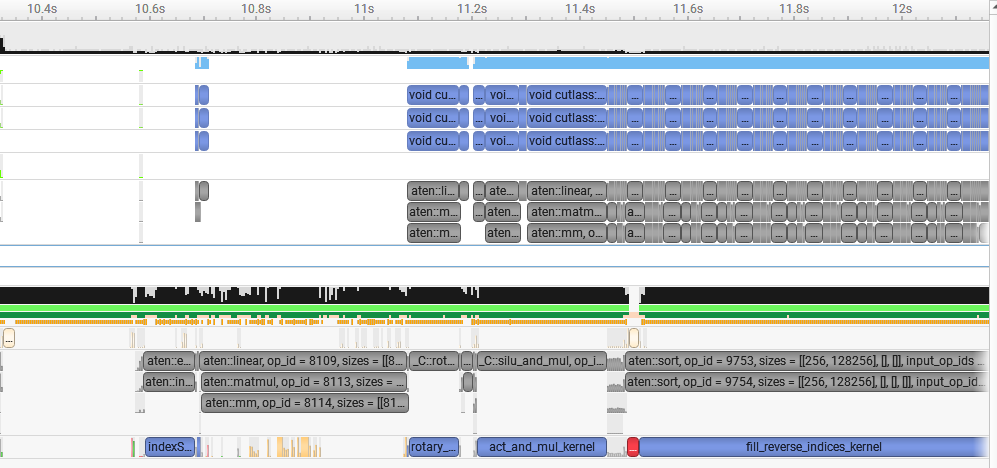 10.4s 10.6s 10.8s 11s 11.2s 11.4s 11.6s 11.8s 12s
void cu... voi... void cutlass:... ... ... ... ... ... ... ... ... ... ...
void cu... voi... void cutlass:... ... ... ... ... ... ... ... ... ... ...
void cu... voi... void cutlass:... ... ... ... ... ... ... ... ... ... ...
aten::li... ... ate... aten::linear, ... ... ... ... ... ... ... ... ... ... ...
aten::m... ... aten... aten::matm... a... ... ... ... ... ... ... ... ... ...
aten::m... aten... aten::mm, o... a... ... ... ... ... ... ... ... ... ...
... ...
aten::e... aten::linear, op_id = 8109, sizes = [[8... _C::rot... ... _C::silu_and_mul, op_i... aten::sort, op_id = 9753, sizes = [[256, 128256], [], []], input_op_ids...
aten::in... aten::matmul, op_id = 8113, sizes = ... aten::sort, op_id = 9754, sizes = [[256, 128256], [], [], []], input_op_id...
aten::mm, op_id = 8114, sizes = [[81...
indexS... rotary_... act_and_mul_kernel ... fill_reverse_indices_kernel